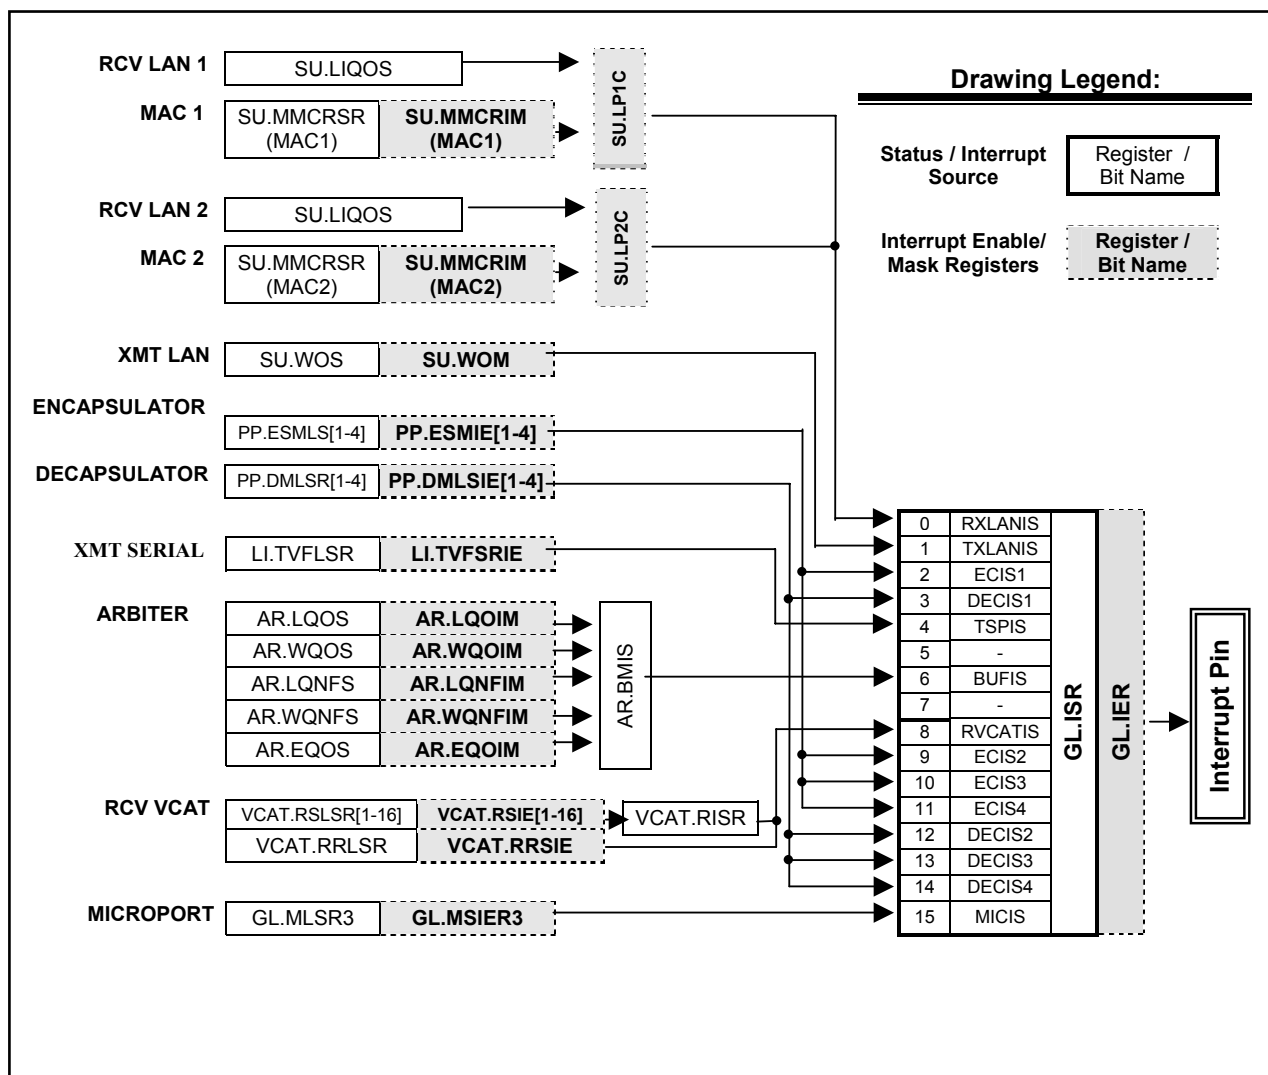 Drawing Legend:
Status / Interrupt
Source
Register /
Bit Name
Interrupt Enable/
Mask Registers
Register /
Bit Name
RCV LAN 1
SU.LIQOS
MAC 1
SU.MMCRSR
(MAC1)
SU.MMCRIM
(MAC1)
SU.LP1C
RCV LAN 2
SU.LIQOS
MAC 2
SU.MMCRSR
(MAC2)
SU.MMCRIM
(MAC2)
SU.LP2C
XMT LAN
SU.WOS
SU.WOM
ENCAPSULATOR
PP.ESMLS[1-4]
PP.ESMIE[1-4]
DECAPSULATOR
PP.DMLSR[1-4]
PP.DMLSIE[1-4]
XMT SERIAL
LI.TVFLSR
LI.TVFSRIE
ARBITER
AR.LQOS
AR.LQOIM
AR.WQOS
AR.WQOIM
AR.LQNFS
AR.LQNFIM
AR.WQNFS
AR.WQNFIM
AR.EQOS
AR.EQOIM
AR.BMIS
RCV VCAT
VCAT.RSLSR[1-16]
VCAT.RSIE[1-16]
VCAT.RISR
VCAT.RRLSR
VCAT.RRSIE
MICROPORT
GL.MLSR3
GL.MSIER3
0 RXLANIS
1 TXLANIS
2 ECIS1
3 DECIS1
4 TSPIS
5 -
6 BUFIS
7 -
8 RVCATIS
9 ECIS2
10 ECIS3
11 ECIS4
12 DECIS2
13 DECIS3
14 DECIS4
15 MICIS
GL.ISR
GL.IER
Interrupt Pin